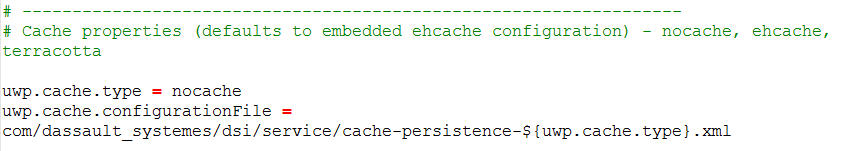 # ------------------------------------------------------------------
# Cache properties (defaults to embedded ehcache configuration) - nocache, ehcache,
terracotta
uwp.cache.type = nocache
uwp.cache.configurationFile =
com/dassault_systemes/dsi/service/cache-persistence-${uwp.cache.type}.xml